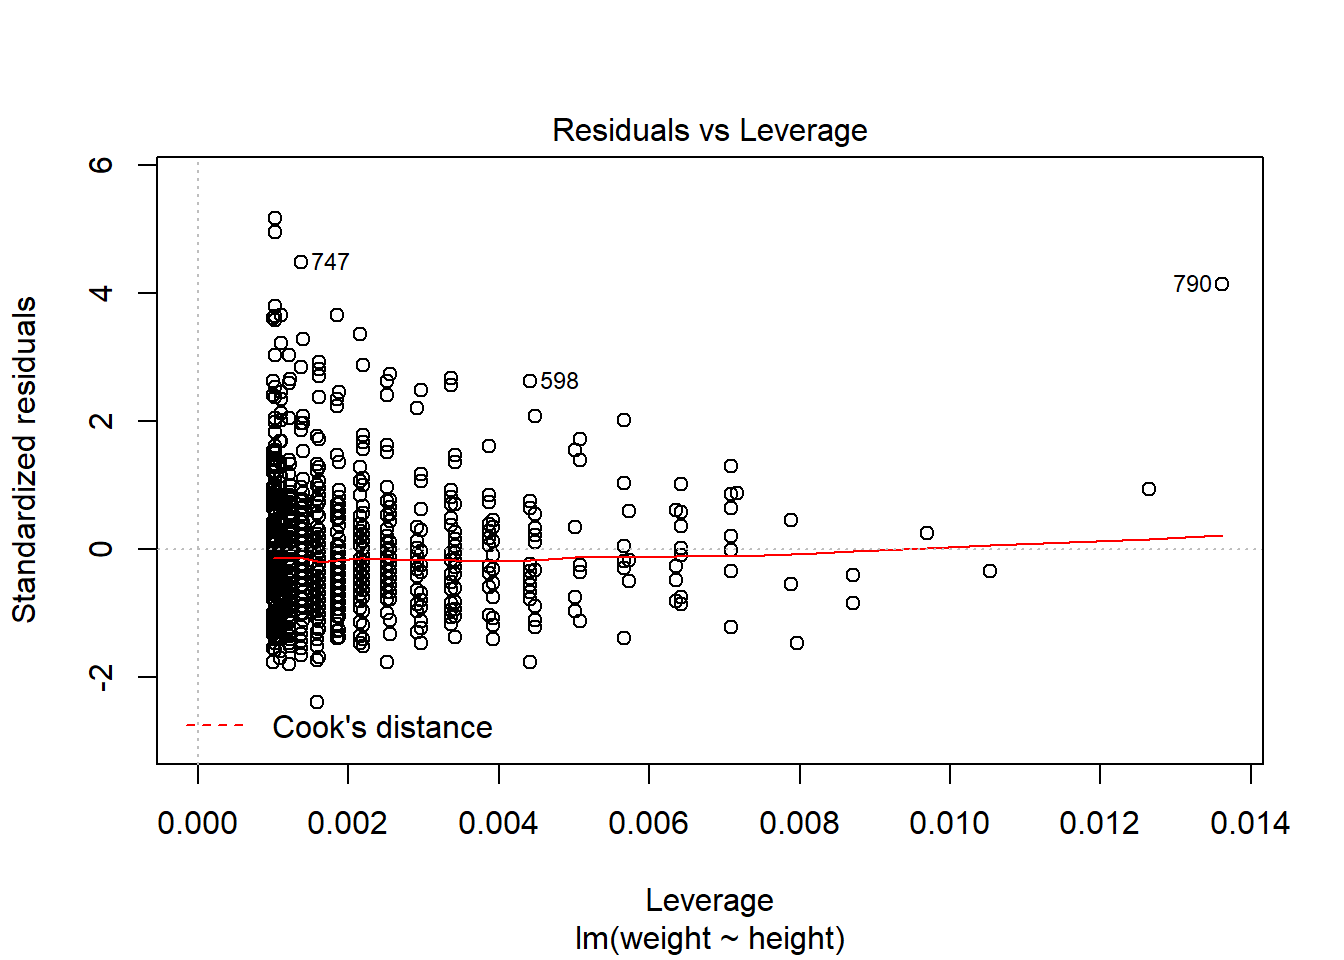 Residuals vs Leverage
Standardized residuals
6
4
2
0
-2
747
790
598
Cook's distance
0.000 0.002 0.004 0.006 0.008 0.010 0.012 0.014
Leverage
lm(weight ~ height)